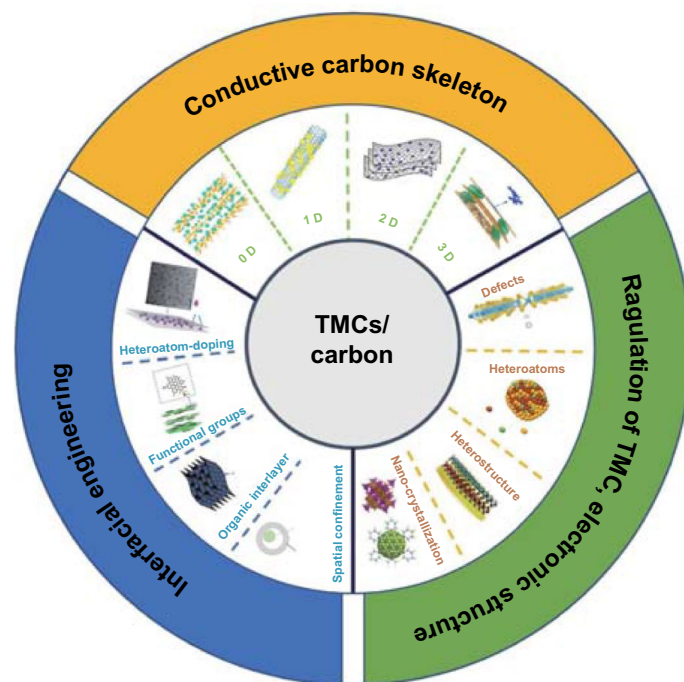 Conductive carbon skeleton
0 D
1 D
2 D
3 D
TMCs/
carbon
Defects
Heteroatoms
Heterostructure
Nano-crystallization
Ragulation of TMC, electronic structure
Heteroatom-doping
Functional groups
Organic interlayer
Spatial confinement
Interfacial engineering